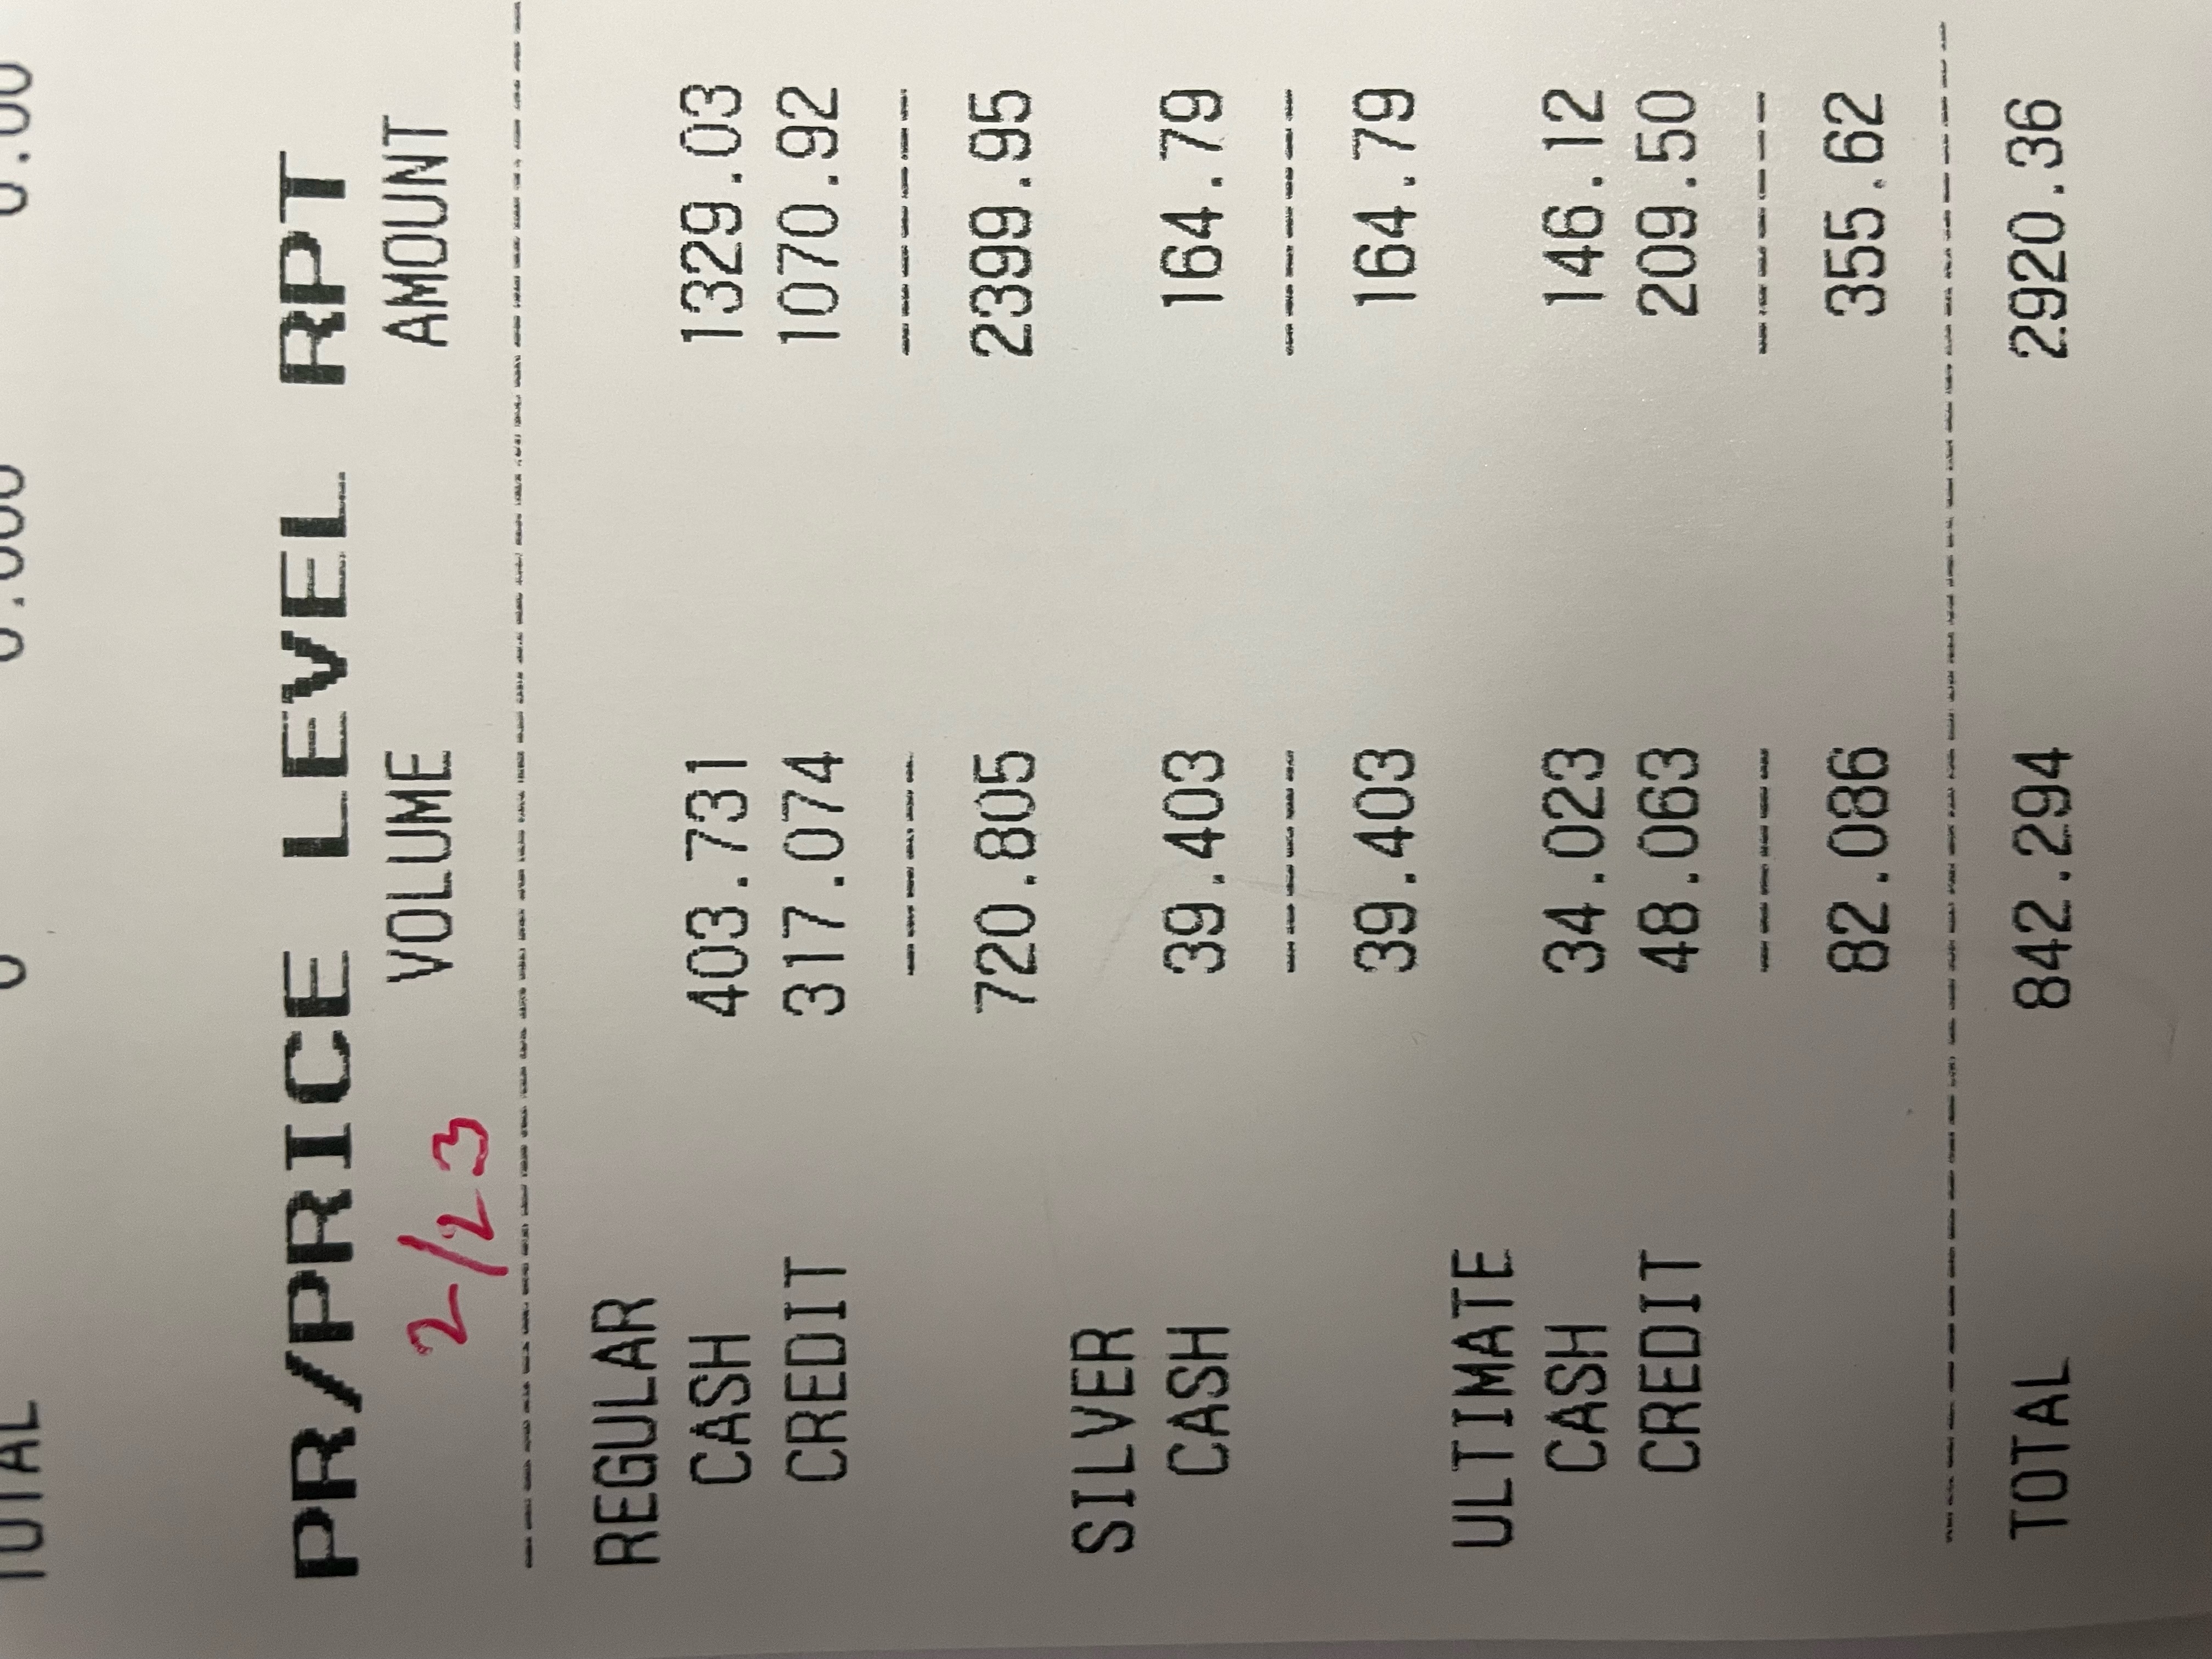 TOTAL 0 0.000 0.00
PR/PRICE LEVEL RPT
VOLUME AMOUNT
2/23
REGULAR
CASH 403.731 1329.03
CREDIT 317.074 1070.92
720.805 2399.95
SILVER
CASH 39.403 164.79
39.403 164.79
ULTIMATE
CASH 34.023 146.12
CREDIT 48.063 209.50
82.086 355.62
TOTAL 842.294 2920.36